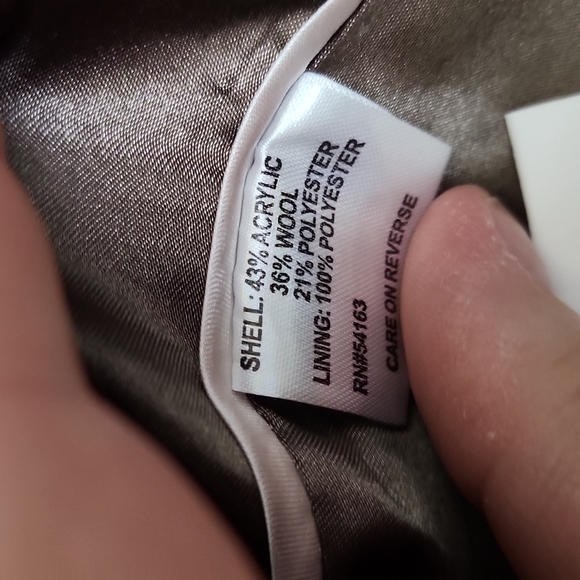 SHELL: 43% ACRYLIC
36% WOOL
21% POLYESTER
LINING: 100% POLYESTER
RN#54163
CARE ON REVERSE